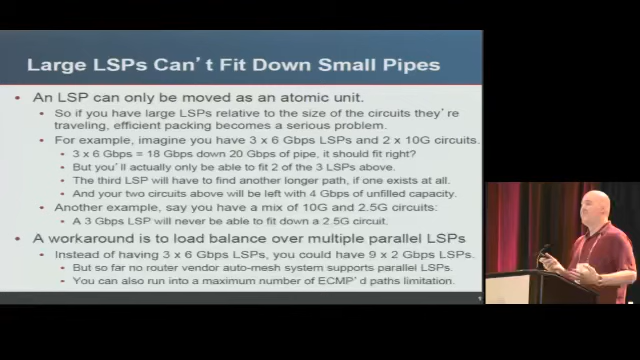 Large LSPs Can't Fit Down Small Pipes
• An LSP can only be moved as an atomic unit.
So if you have large LSPs relative to the size of the circuits they're
traveling, efficient packing becomes a serious problem.
• For example, imagine you have 3 x 6 Gbps LSPs and 2 x 10G circuits.
• 3 x 6 Gbps = 18 Gbps down 20 Gbps of pipe, it should fit right?
• But you'll actually only be able to fit 2 of the 3 LSPs above.
• The third LSP will have to find another longer path, if one exists at all.
• And your two circuits above will be left with 4 Gbps of unfilled capacity.
• Another example, say you have a mix of 10G and 2.5G circuits:
• A 3 Gbps LSP will never be able to fit down a 2.5G circuit.
• A workaround is to load balance over multiple parallel LSPs
• Instead of having 3 x 6 Gbps LSPs, you could have 9 x 2 Gbps LSPs.
• But so far no router vendor auto-mesh system supports parallel LSPs.
• You can also run into a maximum number of ECMP'd paths limitation.